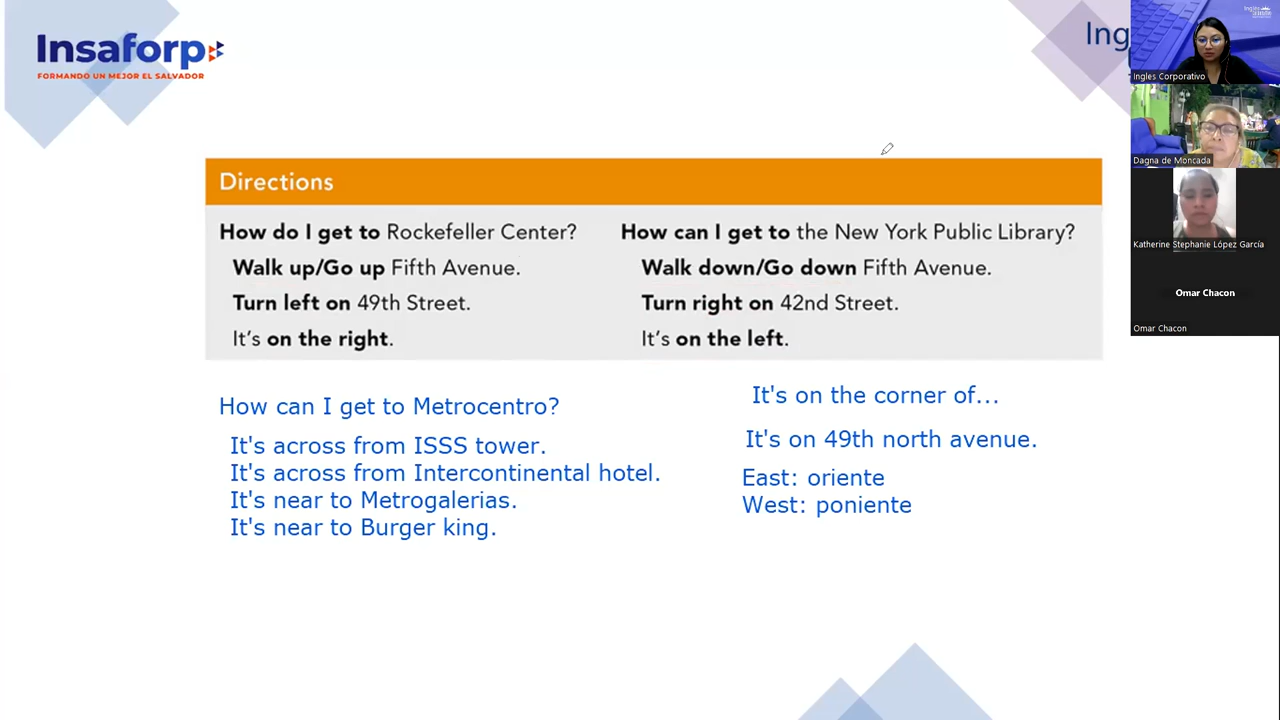 Insaforp
FORMANDO UN MEJOR EL SALVADOR
Ing
Directions
How do I get to Rockefeller Center?
Walk up/Go up Fifth Avenue.
Turn left on 49th Street.
It's on the right.
How can I get to the New York Public Library?
Walk down/Go down Fifth Avenue.
Turn right on 42nd Street.
It's on the left.
How can I get to Metrocentro?
It's across from ISSS tower.
It's across from Intercontinental hotel.
It's near to Metrogalerias.
It's near to Burger king.
It's on the corner of...
It's on 49th north avenue.
East: oriente
West: poniente
Ingles Corporativo
Dagna de Moncada
Katherine Stephanie López García
Omar Chacon
Omar Chacon